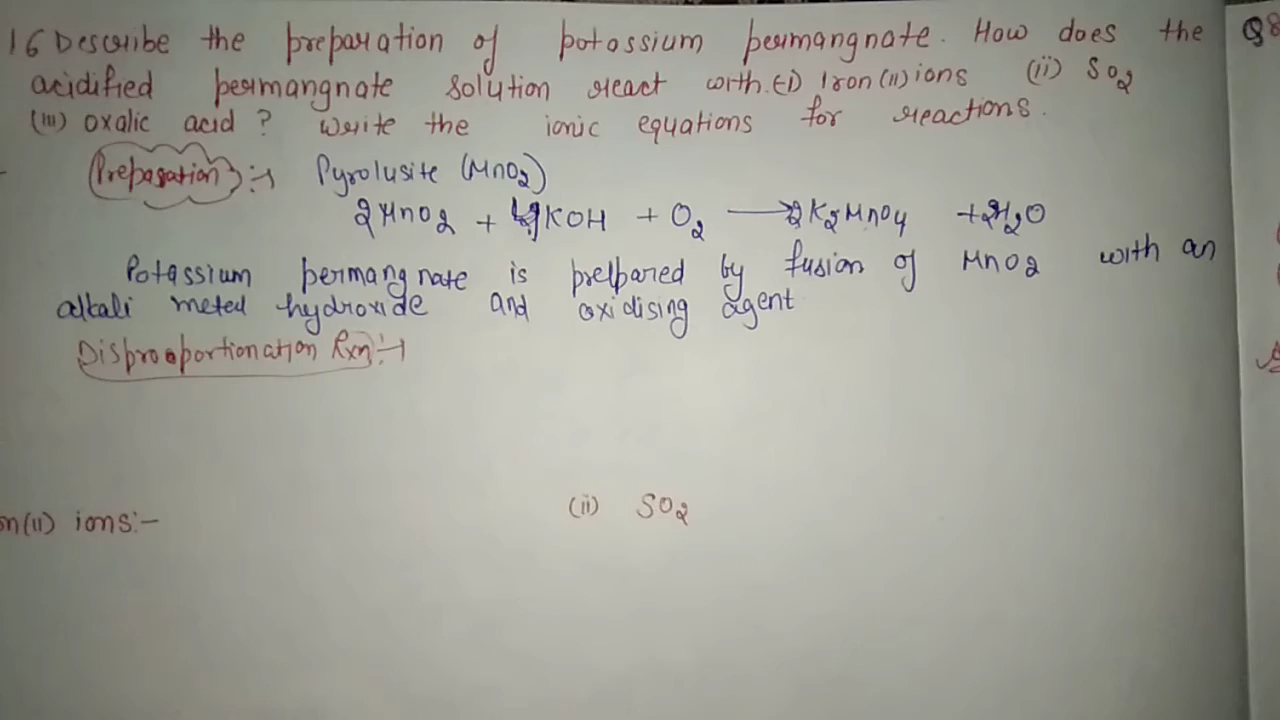 16 Describe the preparation of potassium permangnate. How does the
acidified permangnate solution react with.(i) Iron(II) ions (ii) SO2
(iii) oxalic acid? Write the ionic equations for reactions.
Preparation :- Pyrolusite (MnO2)
2MnO2 + 4KOH + O2 → 2K2MnO4 + 2H2O
Potassium permangnate is prelpared by fusion of MnO2 with an
alkali metal hydroxide and oxidising agent
Disproportionation Rxn:-
n(II) ions:-
(ii) SO2
Q8